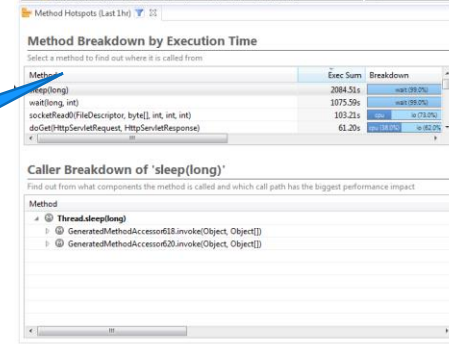 Method Hotspots (Last 1hr)
Method Breakdown by Execution Time
Select a method to find out where it is called from
Method Exec Sum Breakdown
sleep(long) 2084.51s wait (99.0%)
wait(long, int) 1075.59s wait (99.0%)
socketRead0(FileDescriptor, byte[], int, int, int) 103.21s cpu io (73.0%)
doGet(HttpServletRequest, HttpServletResponse) 61.20s cpu (38.0%) io (62.0%
Caller Breakdown of 'sleep(long)'
Find out from what components the method is called and which call path has the biggest performance impact
Method
Thread.sleep(long)
GeneratedMethodAccessor618.invoke(Object, Object[])
GeneratedMethodAccessor620.invoke(Object, Object[])